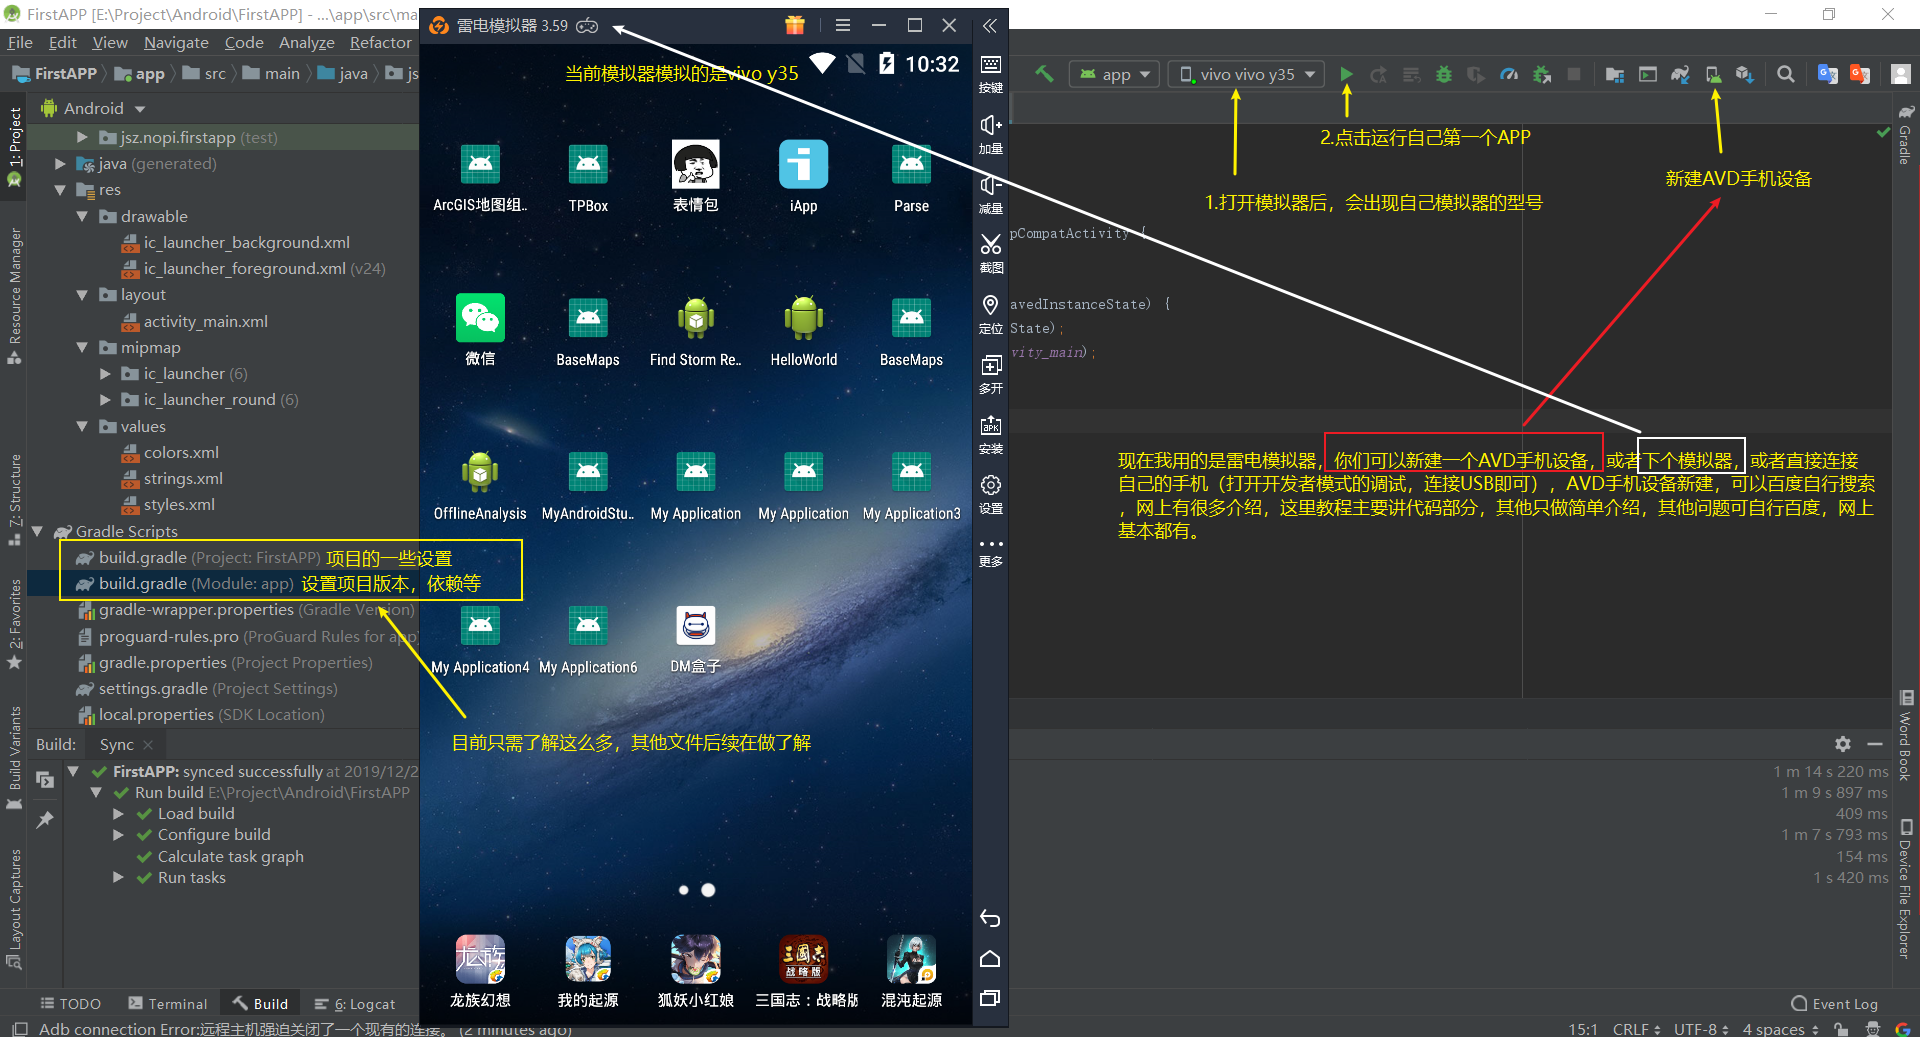 FirstAPP [E:\Project\Android\FirstAPP] - ...\app\src\ma
File Edit View Navigate Code Analyze Refactor
FirstAPP app src main java js
app vivo vivo y35
雷电模拟器 3.59
当前模拟器模拟的是vivo y35
10:32
Android
jsz.nopi.firstapp (test)
java (generated)
res
drawable
ic_launcher_background.xml
ic_launcher_foreground.xml (v24)
layout
activity_main.xml
mipmap
ic_launcher (6)
ic_launcher_round (6)
values
colors.xml
strings.xml
styles.xml
Gradle Scripts
build.gradle (Project: FirstAPP) 项目的一些设置
build.gradle (Module: app) 设置项目版本，依赖等
gradle-wrapper.properties (Gradle Version)
proguard-rules.pro (ProGuard Rules for app
gradle.properties (Project Properties)
settings.gradle (Project Settings)
local.properties (SDK Location)
1: Project
Resource Manager
7: Structure
2: Favorites
Build Variants
Layout Captures
ArcGIS地图组.. TPBox 表情包 iApp Parse
微信 BaseMaps Find Storm Re.. HelloWorld BaseMaps
OfflineAnalysis MyAndroidStu.. My Application My Application My Application3
My Application4 My Application6 DM盒子
目前只需了解这么多，其他文件后续在做了解
龙族
三国志
战略版
龙族幻想 我的起源 狐妖小红娘 三国志：战略版 混沌起源
按键
加量
减量
截图
定位
多开
APK
安装
设置
更多
2.点击运行自己第一个APP
新建AVD手机设备
1.打开模拟器后，会出现自己模拟器的型号
pCompatActivity {
avedInstanceState) {
State);
vity_main);
现在我用的是雷电模拟器，你们可以新建一个AVD手机设备，或者下个模拟器，或者直接连接
自己的手机（打开开发者模式的调试，连接USB即可），AVD手机设备新建，可以百度自行搜索
，网上有很多介绍，这里教程主要讲代码部分，其他只做简单介绍，其他问题可自行百度，网上
基本都有。
Gradle
Word Book
Device File Explorer
Build: Sync
FirstAPP: synced successfully at 2019/12/2
Run build E:\Project\Android\FirstAPP
Load build
Configure build
Calculate task graph
Run tasks
1 m 14 s 220 ms
1 m 9 s 897 ms
409 ms
1 m 7 s 793 ms
154 ms
1 s 420 ms
TODO Terminal Build 6: Logcat
Event Log
Adb connection Error:远程主机强迫关闭了一个现有的连接。 (2 minutes ago)
15:1 CRLF UTF-8 4 spaces